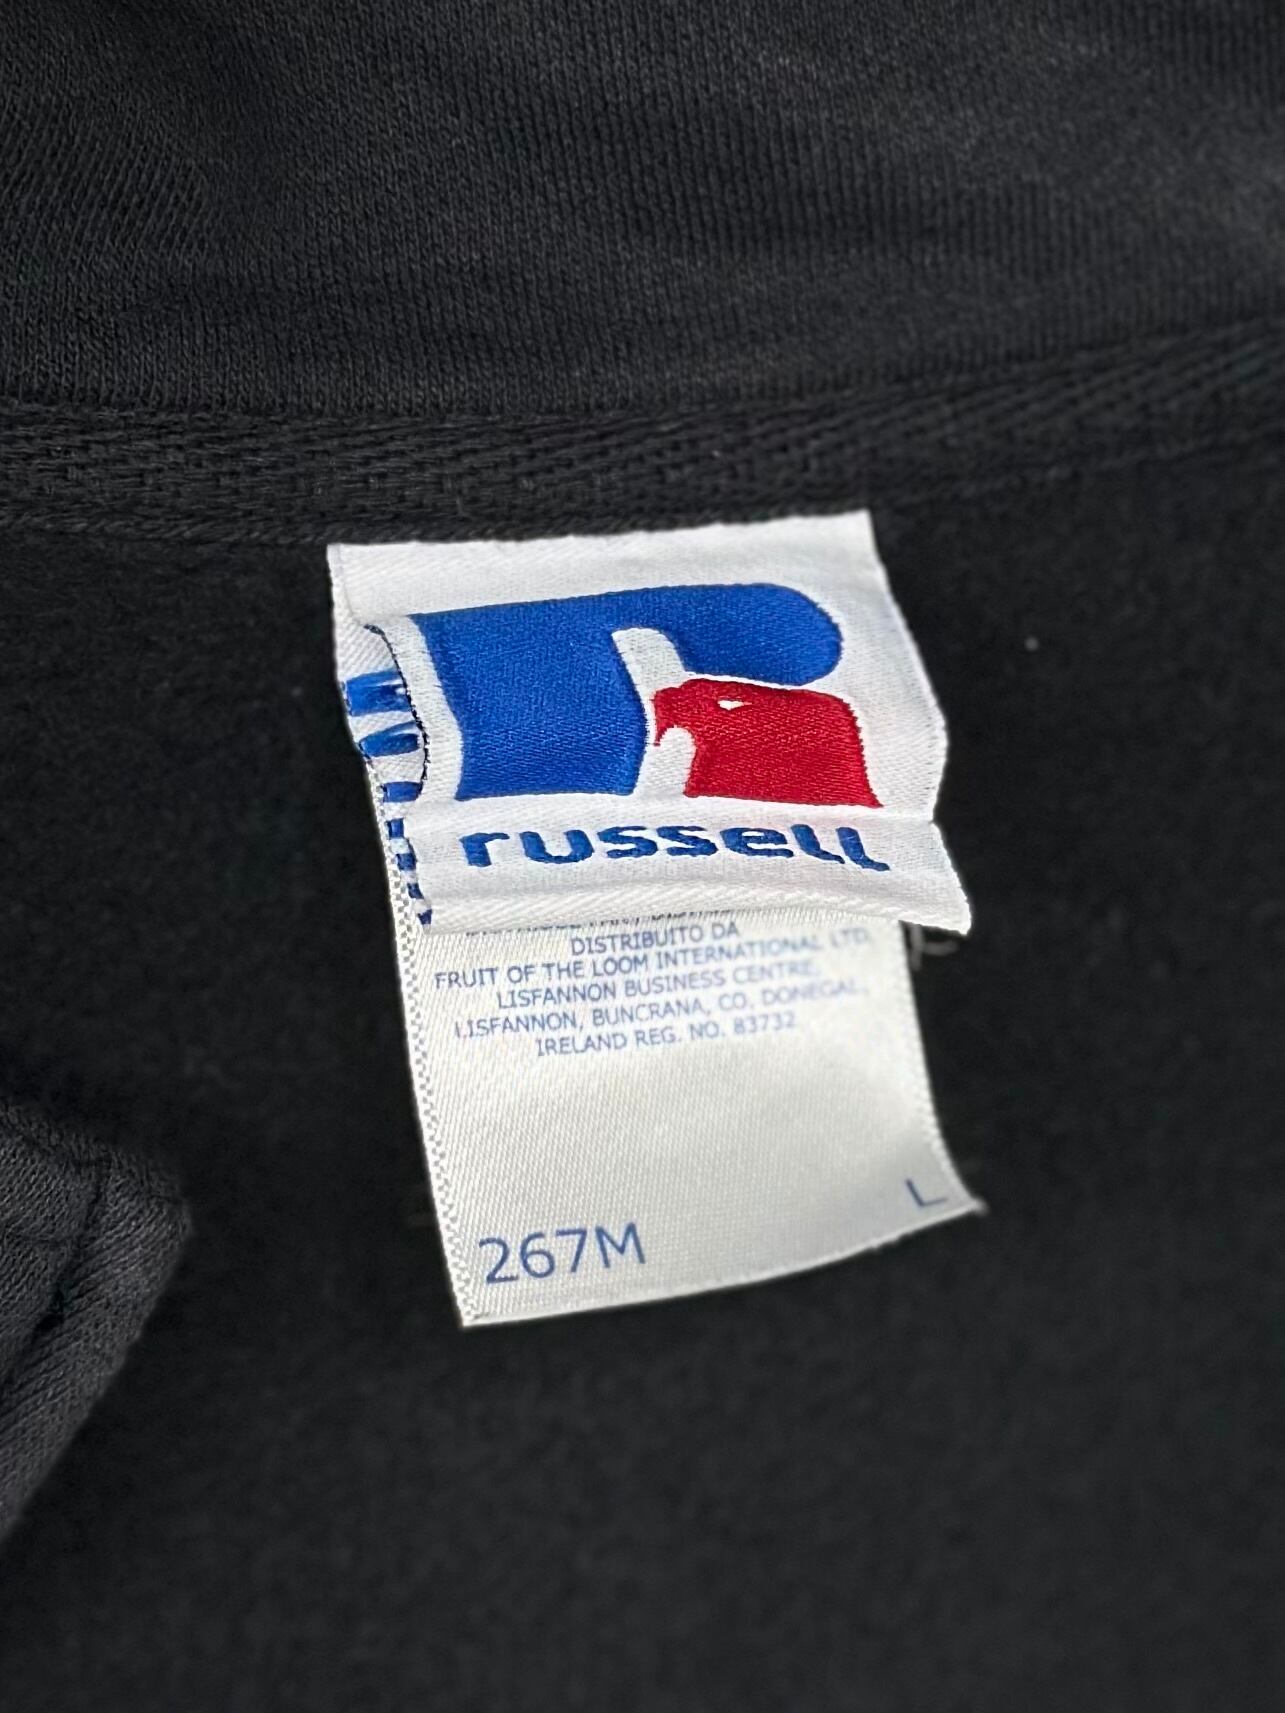 russell
DISTRIBUITO DA
FRUIT OF THE LOOM INTERNATIONAL LTD,
LISFANNON BUSINESS CENTRE,
LISFANNON, BUNCRANA, CO. DONEGAL,
IRELAND REG. NO. 83732
267M
L